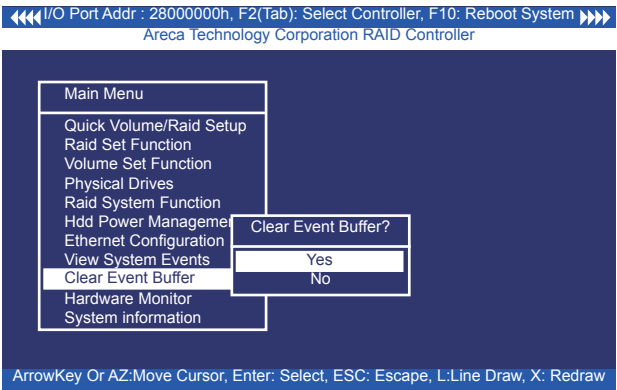 I/O Port Addr : 28000000h, F2(Tab): Select Controller, F10: Reboot System
Areca Technology Corporation RAID Controller
Main Menu
Quick Volume/Raid Setup
Raid Set Function
Volume Set Function
Physical Drives
Raid System Function
Hdd Power Managemen
Ethernet Configuration
View System Events
Clear Event Buffer
Hardware Monitor
System information
Clear Event Buffer?
Yes
No
ArrowKey Or AZ:Move Cursor, Enter: Select, ESC: Escape, L:Line Draw, X: Redraw